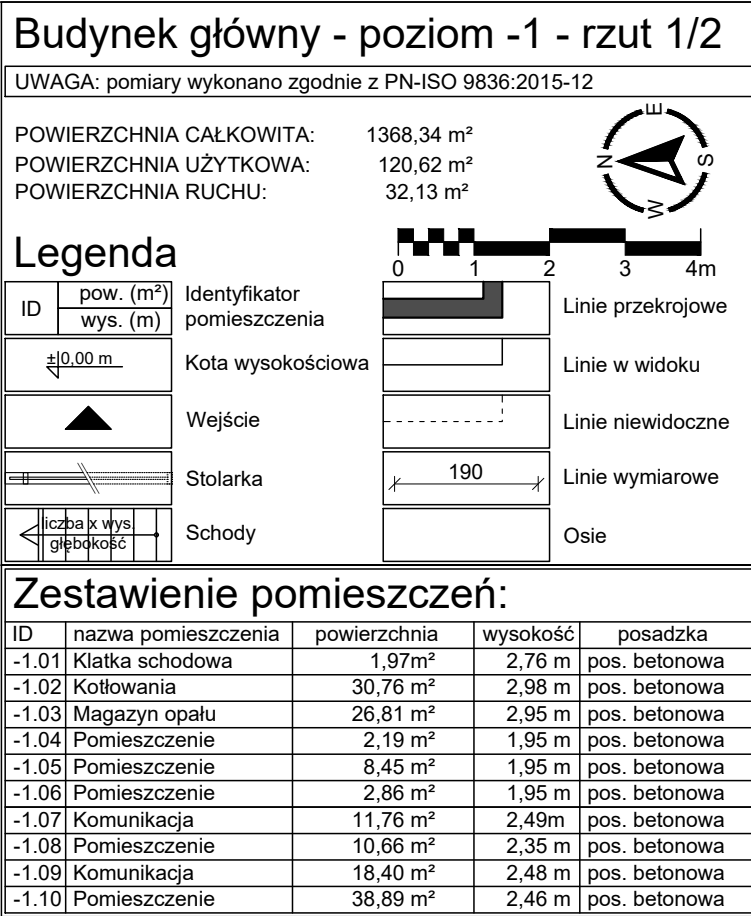 Budynek główny - poziom -1 - rzut 1/2
UWAGA: pomiary wykonano zgodnie z PN-ISO 9836:2015-12
POWIERZCHNIA CAŁKOWITA: 1368,34 m²
POWIERZCHNIA UŻYTKOWA: 120,62 m²
POWIERZCHNIA RUCHU: 32,13 m²
N E S W
Legenda
0 1 2 3 4m
ID pow. (m²) wys. (m)
Identyfikator
pomieszczenia
Linie przekrojowe
±0,00 m
Kota wysokościowa
Linie w widoku
Wejście
Linie niewidoczne
Stolarka
190
Linie wymiarowe
liczba x wys.
głębokość
Schody
Osie
Zestawienie pomieszczeń:
ID nazwa pomieszczenia powierzchnia wysokość posadzka
-1.01 Klatka schodowa 1,97m² 2,76 m pos. betonowa
-1.02 Kotłowania 30,76 m² 2,98 m pos. betonowa
-1.03 Magazyn opału 26,81 m² 2,95 m pos. betonowa
-1.04 Pomieszczenie 2,19 m² 1,95 m pos. betonowa
-1.05 Pomieszczenie 8,45 m² 1,95 m pos. betonowa
-1.06 Pomieszczenie 2,86 m² 1,95 m pos. betonowa
-1.07 Komunikacja 11,76 m² 2,49m pos. betonowa
-1.08 Pomieszczenie 10,66 m² 2,35 m pos. betonowa
-1.09 Komunikacja 18,40 m² 2,48 m pos. betonowa
-1.10 Pomieszczenie 38,89 m² 2,46 m pos. betonowa